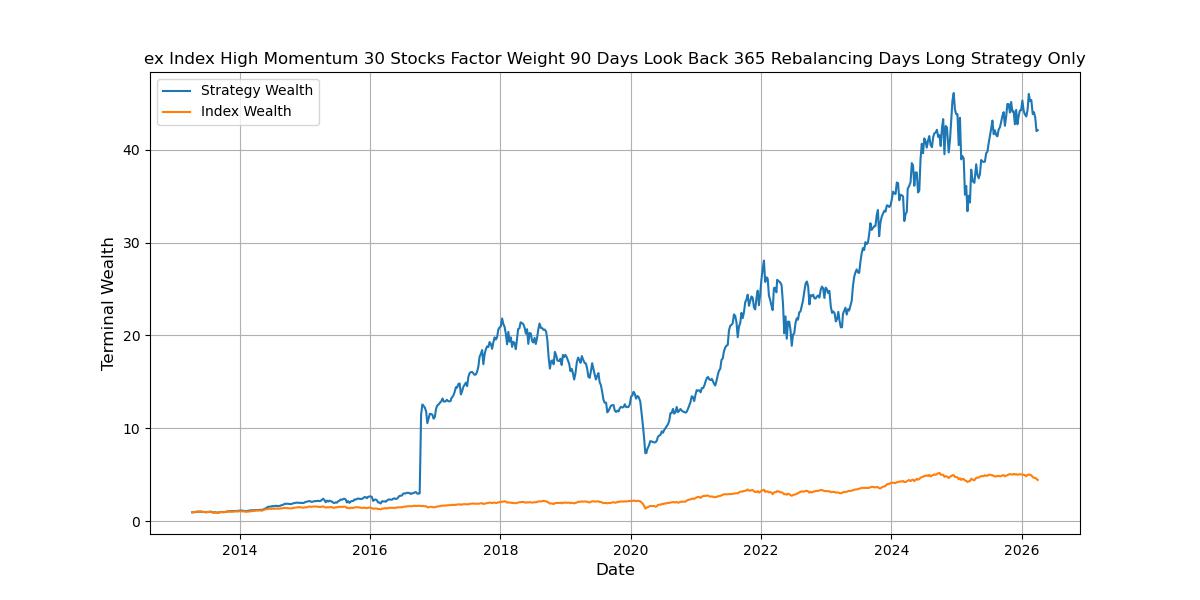 ex Index High Momentum 30 Stocks Factor Weight 90 Days Look Back 365 Rebalancing Days Long Strategy Only
Strategy Wealth
Index Wealth
40
30
20
10
0
Terminal Wealth
2014 2016 2018 2020 2022 2024 2026
Date